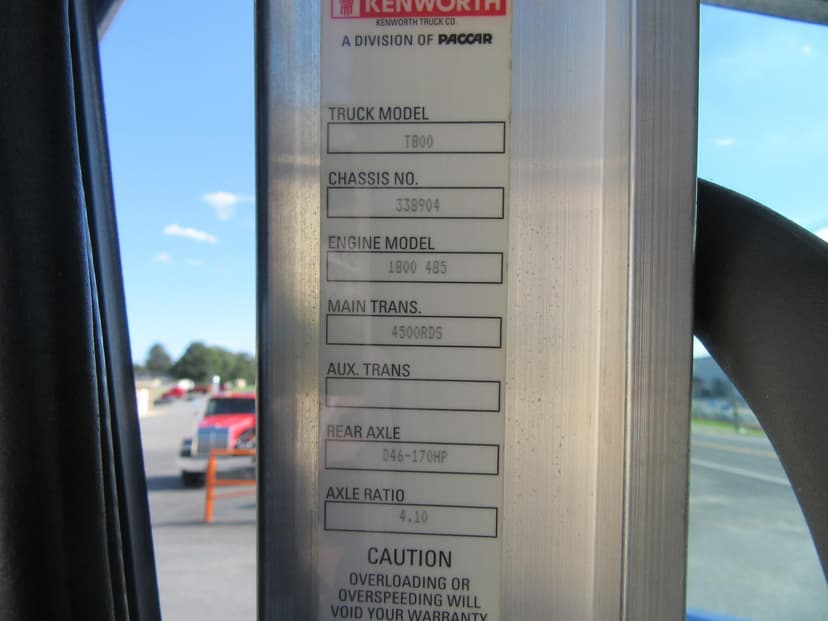 KENWORTH
KENWORTH TRUCK CO.
A DIVISION OF PACCAR
TRUCK MODEL
T800
CHASSIS NO.
338904
ENGINE MODEL
1800 485
MAIN TRANS.
4500RDS
AUX. TRANS
REAR AXLE
D46-170HP
AXLE RATIO
4.10
CAUTION
OVERLOADING OR
OVERSPEEDING WILL
VOID YOUR WARRANTY